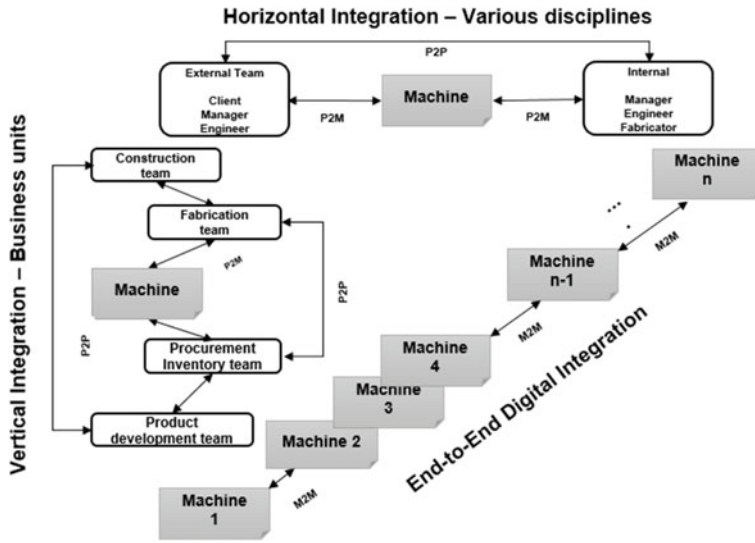 Horizontal Integration – Various disciplines
P2P
External Team
Client
Manager
Engineer
P2M
Machine
P2M
Internal
Manager
Engineer
Fabricator
Vertical Integration – Business units
P2P
Construction
team
Fabrication
team
P2M
Machine
P2P
Procurement
Inventory team
Product
development team
Machine
n
...
.
M2M
Machine
n-1
M2M
Machine
4
Machine
3
Machine 2
M2M
Machine
1
End-to-End Digital Integration